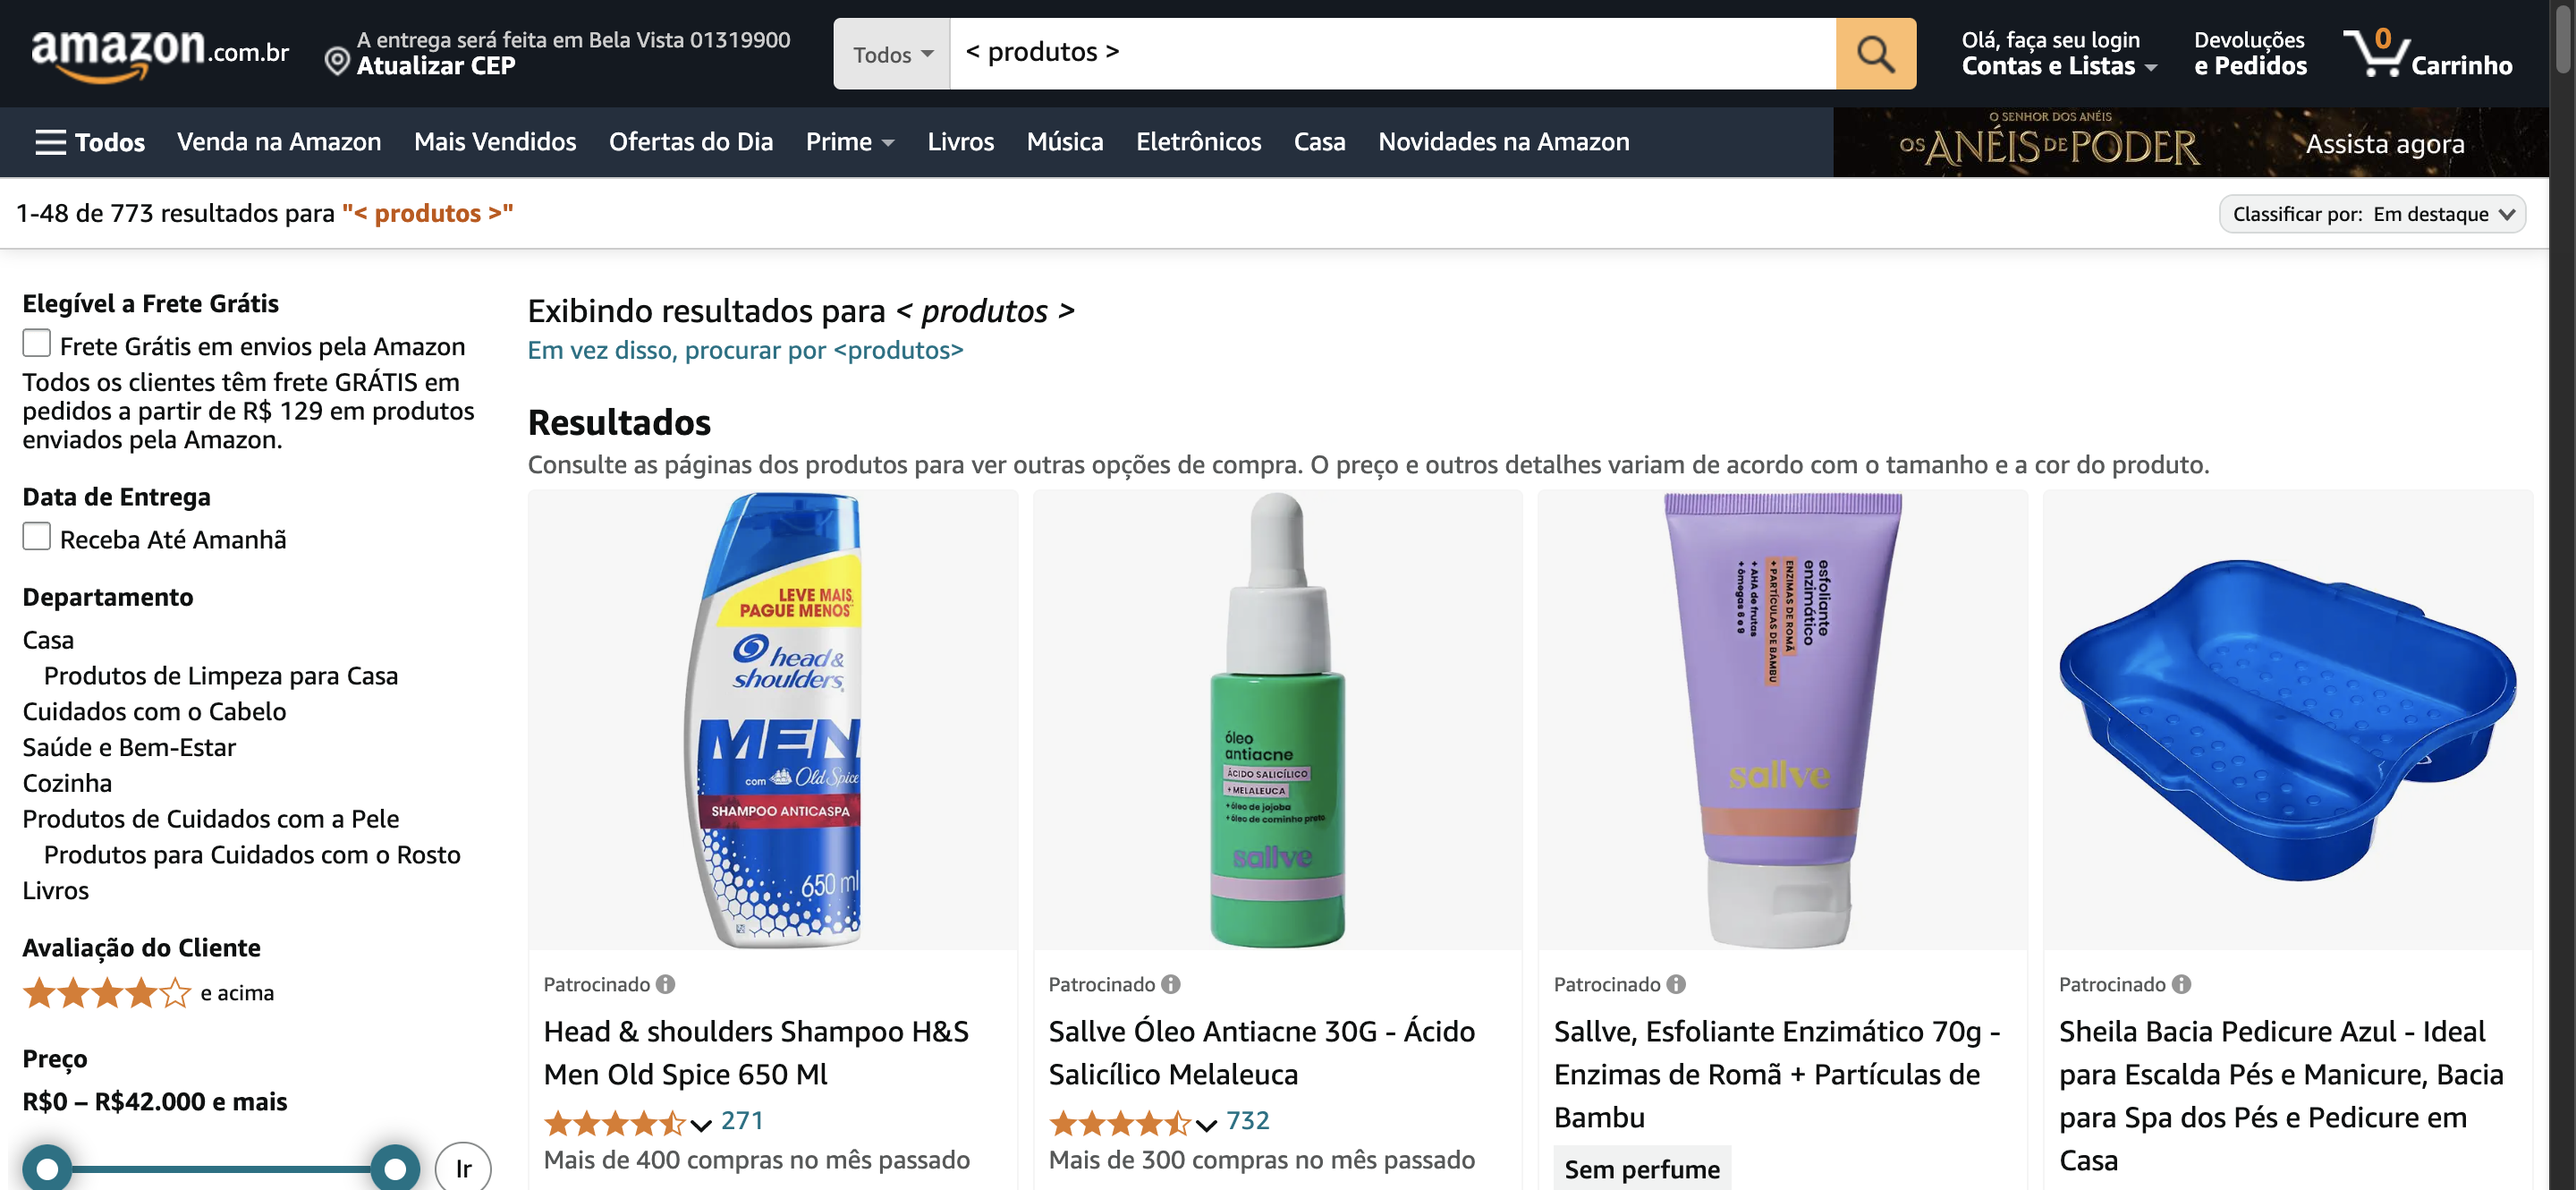 amazon.com.br
A entrega será feita em Bela Vista 01319900
Atualizar CEP
Todos
< produtos >
Olá, faça seu login
Contas e Listas
Devoluções
e Pedidos
0
Carrinho
Todos
Venda na Amazon
Mais Vendidos
Ofertas do Dia
Prime
Livros
Música
Eletrônicos
Casa
Novidades na Amazon
O SENHOR DOS ANÉIS
OS ANÉIS DE PODER
Assista agora
1-48 de 773 resultados para "< produtos >"
Classificar por: Em destaque
Elegível a Frete Grátis
Frete Grátis em envios pela Amazon
Todos os clientes têm frete GRÁTIS em
pedidos a partir de R$ 129 em produtos
enviados pela Amazon.
Data de Entrega
Receba Até Amanhã
Departamento
Casa
Produtos de Limpeza para Casa
Cuidados com o Cabelo
Saúde e Bem-Estar
Cozinha
Produtos de Cuidados com a Pele
Produtos para Cuidados com o Rosto
Livros
Avaliação do Cliente
e acima
Preço
R$0 – R$42.000 e mais
Ir
Exibindo resultados para < produtos >
Em vez disso, procurar por <produtos>
Resultados
Consulte as páginas dos produtos para ver outras opções de compra. O preço e outros detalhes variam de acordo com o tamanho e a cor do produto.
LEVE MAIS,
PAGUE MENOS
head &
shoulders
MEN
com Old Spice
SHAMPOO ANTICASPA
650 ml
Patrocinado
Head & shoulders Shampoo H&S
Men Old Spice 650 Ml
271
Mais de 400 compras no mês passado
óleo
antiacne
ÁCIDO SALICÍLICO
+ MELALEUCA
+ óleo de jojoba
+ óleo de cominho preto
sallve
Patrocinado
Sallve Óleo Antiacne 30G - Ácido
Salicílico Melaleuca
732
Mais de 300 compras no mês passado
esfoliante
enzimático
ENZIMAS DE ROMÃ
+ PARTÍCULAS DE BAMBU
+ AHA de frutas
+ ômegas 6 e 9
sallve
Patrocinado
Sallve, Esfoliante Enzimático 70g -
Enzimas de Romã + Partículas de
Bambu
Sem perfume
Patrocinado
Sheila Bacia Pedicure Azul - Ideal
para Escalda Pés e Manicure, Bacia
para Spa dos Pés e Pedicure em
Casa